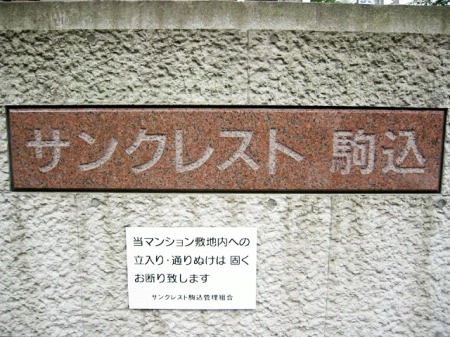 サンクレスト 駒込
当マンション敷地内への
立入り・通りぬけは 固く
お断り致します
サンクレスト駒込管理組合